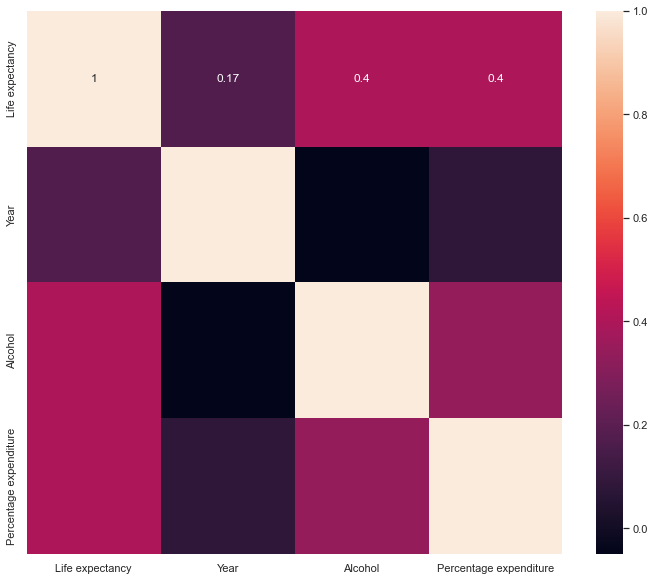 Life expectancy
1
0.17
0.4
0.4
Year
Alcohol
Percentage expenditure
Life expectancy
Year
Alcohol
Percentage expenditure
1.0
0.8
0.6
0.4
0.2
0.0